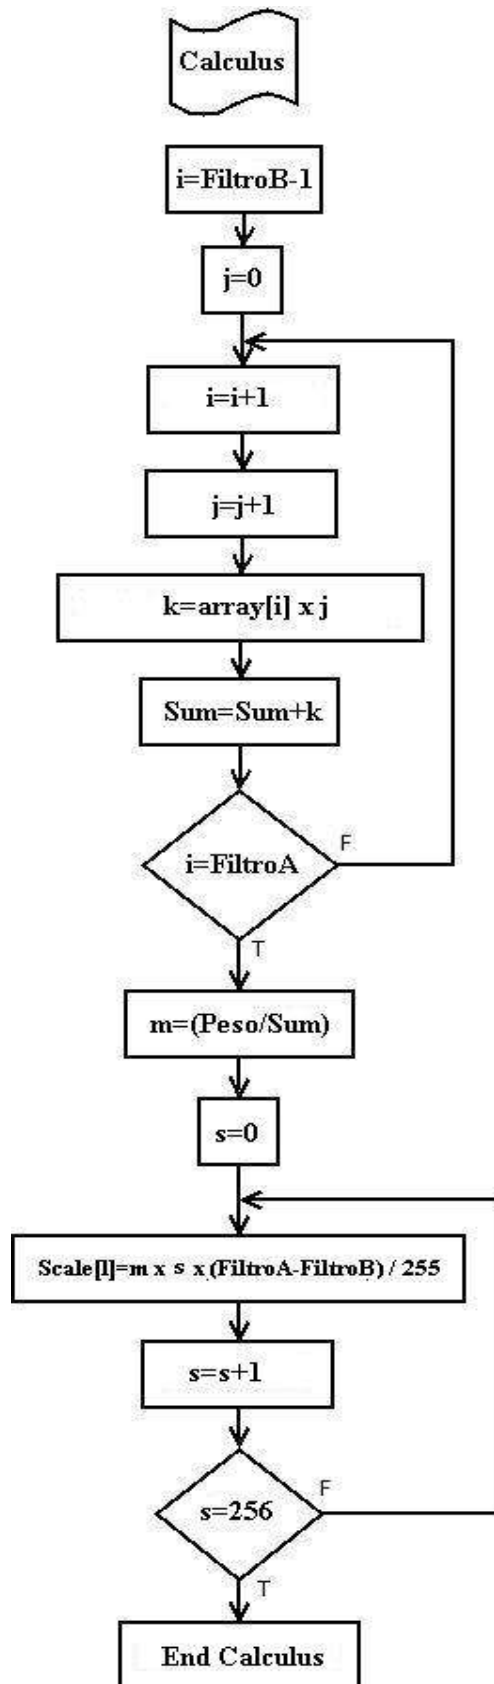 Calculus
i=FiltroB-1
j=0
i=i+1
j=j+1
k=array[i] x j
Sum=Sum+k
i=FiltroA
F
T
m=(Peso/Sum)
s=0
Scale[l]=m x s x (FiltroA-FiltroB) / 255
s=s+1
s=256
F
T
End Calculus